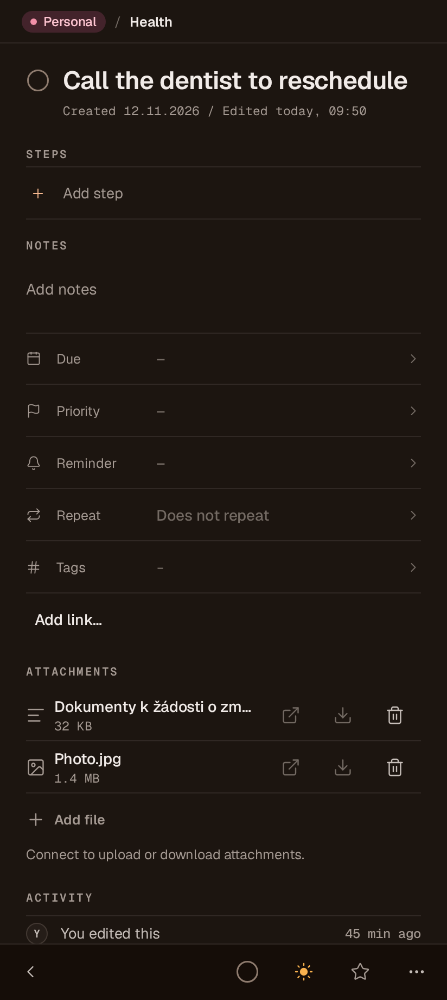 Personal / Health
Call the dentist to reschedule
Created 12.11.2026 / Edited today, 09:50
STEPS
Add step
NOTES
Add notes
Due –
Priority –
Reminder –
Repeat Does not repeat
Tags –
Add link…
ATTACHMENTS
Dokumenty k žádosti o zm…
32 KB
Photo.jpg
1.4 MB
Add file
Connect to upload or download attachments.
ACTIVITY
Y You edited this 45 min ago